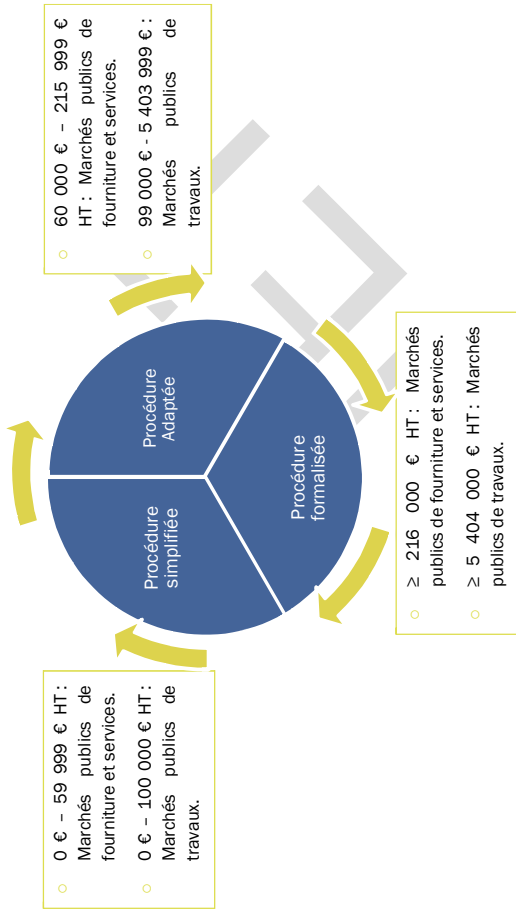 0 € – 59 999 € HT :
Marchés publics de
fourniture et services.
0 € – 100 000 € HT :
Marchés publics de
travaux.
Procédure
simplifiée
Procédure
Adaptée
60 000 € – 215 999 €
HT : Marchés publics de
fourniture et services.
99 000 € - 5 403 999 € :
Marchés publics de
travaux.
Procédure
formalisée
≥ 216 000 € HT : Marchés
publics de fourniture et services.
≥ 5 404 000 € HT : Marchés
publics de travaux.